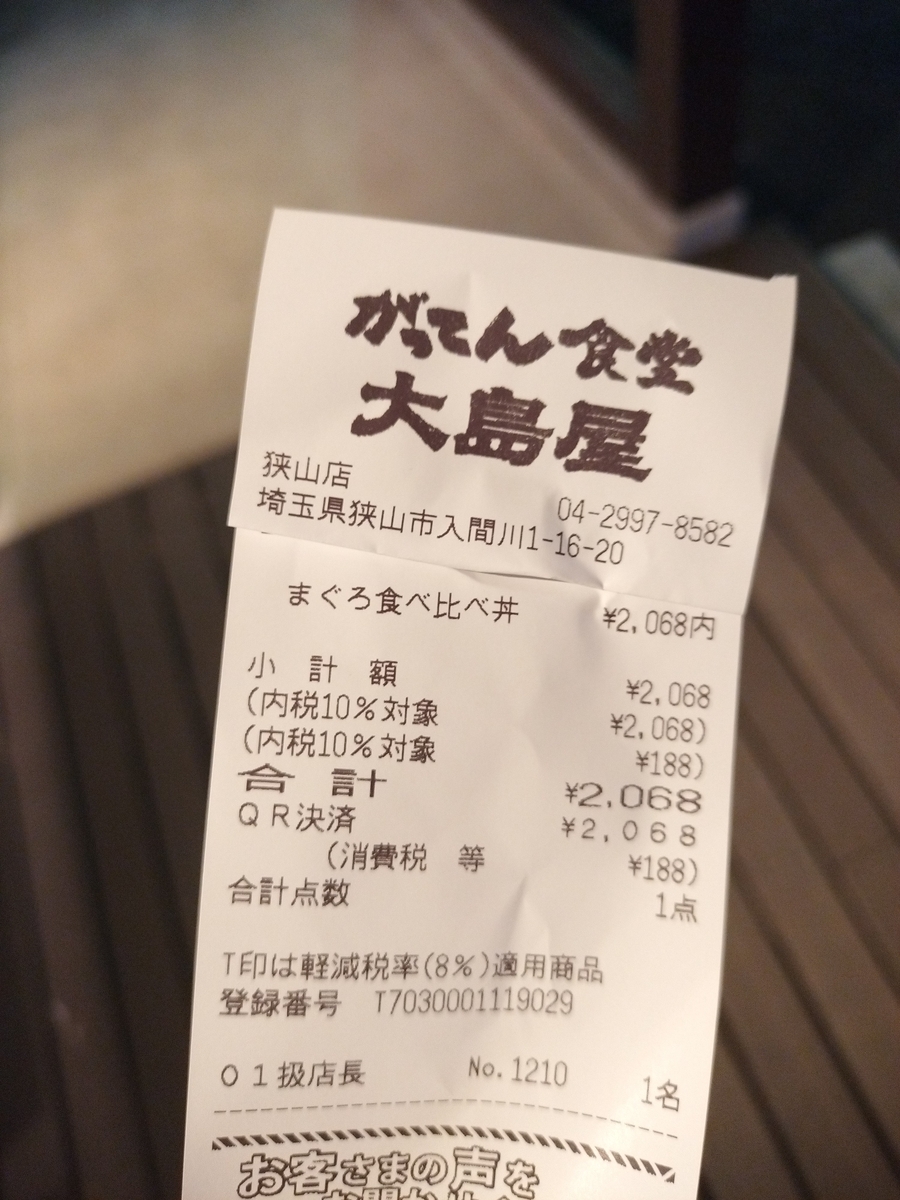 がってん食堂
大島屋
狭山店
04-2997-8582
埼玉県狭山市入間川1-16-20
まぐろ食べ比べ丼 ¥2,068内
小 計 額 ¥2,068
(内税10%対象 ¥2,068)
(内税10%対象 ¥188)
合 計 ¥2,068
QR決済 ¥2,068
(消費税 等 ¥188)
合計点数 1点
T印は軽減税率(8%)適用商品
登録番号 T7030001119029
01扱店長 No.1210 1名
お客さまの声を